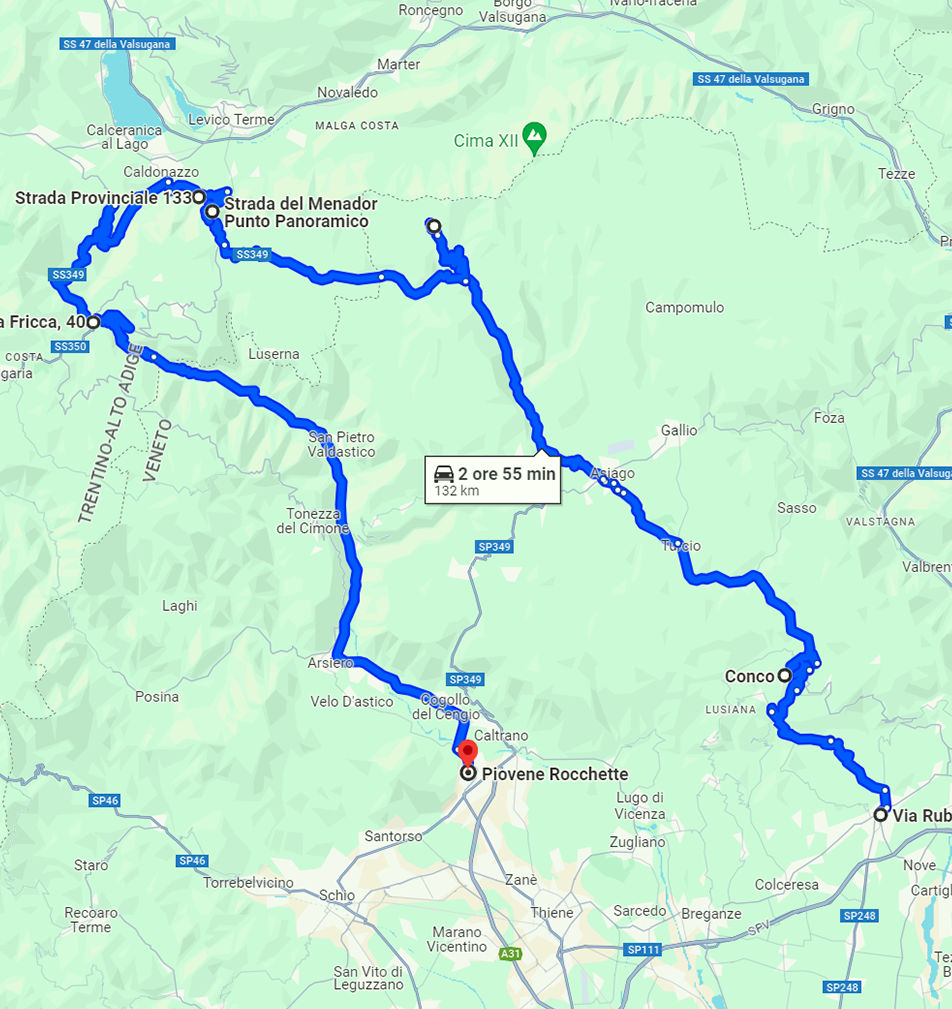 Roncegno
Borgo
Valsugana
Ivano-fracena
SS 47 della Valsugana
Marter
SS 47 della Valsugana
Novaledo
Grigno
Levico Terme
MALGA COSTA
Calceranica
al Lago
Cima XII
Caldonazzo
Tezze
Strada Provinciale 133
Strada del Menador
Punto Panoramico
SS349
SS349
Campomulo
a Fricca, 40
SS350
COSTA
Luserna
garia
TRENTINO-ALTO ADIGE
VENETO
Foza
San Pietro
Valdastico
Gallio
2 ore 55 min
132 km
Asiago
SS 47 della Valsugana
Tonezza
del Cimone
Sasso
VALSTAGNA
SP349
Turcio
Valbren
Laghi
Arsiero
Conco
SP349
Posina
Velo D'astico
Cogollo
del Cengio
LUSIANA
Caltrano
Piovene Rocchette
SP46
Lugo di
Vicenza
Via Rub
Santorso
Zugliano
SP46
Staro
Torrebelvicino
Schio
Zanè
Colceresa
Nove
Cartig
Recoaro
Terme
Thiene
Sarcedo
Breganze
SP248
SPV
Marano
Vicentino
A31
SP111
San Vito di
Leguzzano
SP248